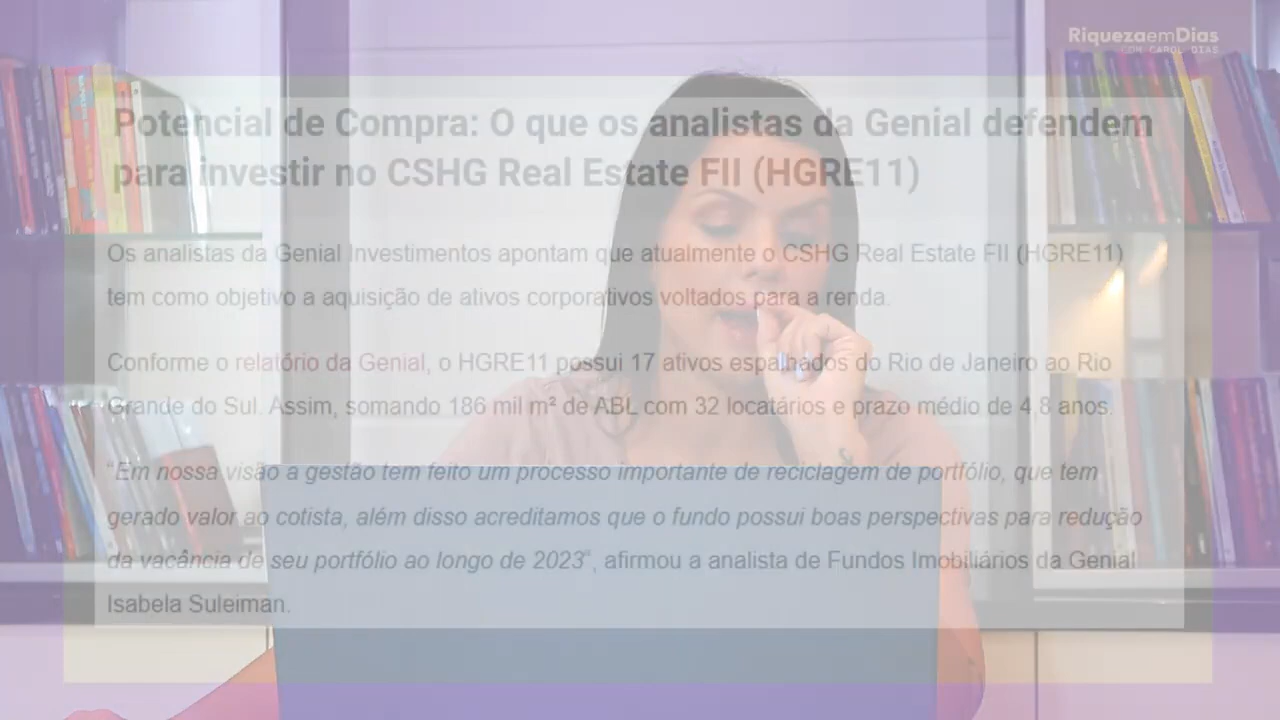 RiquezaemDias
COM CAROL DIAS
Potencial de Compra: O que os analistas da Genial defendem
para investir no CSHG Real Estate FII (HGRE11)
Os analistas da Genial Investimentos apontam que atualmente o CSHG Real Estate FII (HGRE11)
tem como objetivo a aquisição de ativos corporativos voltados para a renda.
Conforme o relatório da Genial, o HGRE11 possui 17 ativos espalhados do Rio de Janeiro ao Rio
Grande do Sul. Assim, somando 186 mil m² de ABL com 32 locatários e prazo médio de 4,8 anos.
“Em nossa visão a gestão tem feito um processo importante de reciclagem de portfólio, que tem
gerado valor ao cotista, além disso acreditamos que o fundo possui boas perspectivas para redução
da vacância de seu portfólio ao longo de 2023“, afirmou a analista de Fundos Imobiliários da Genial
Isabela Suleiman.